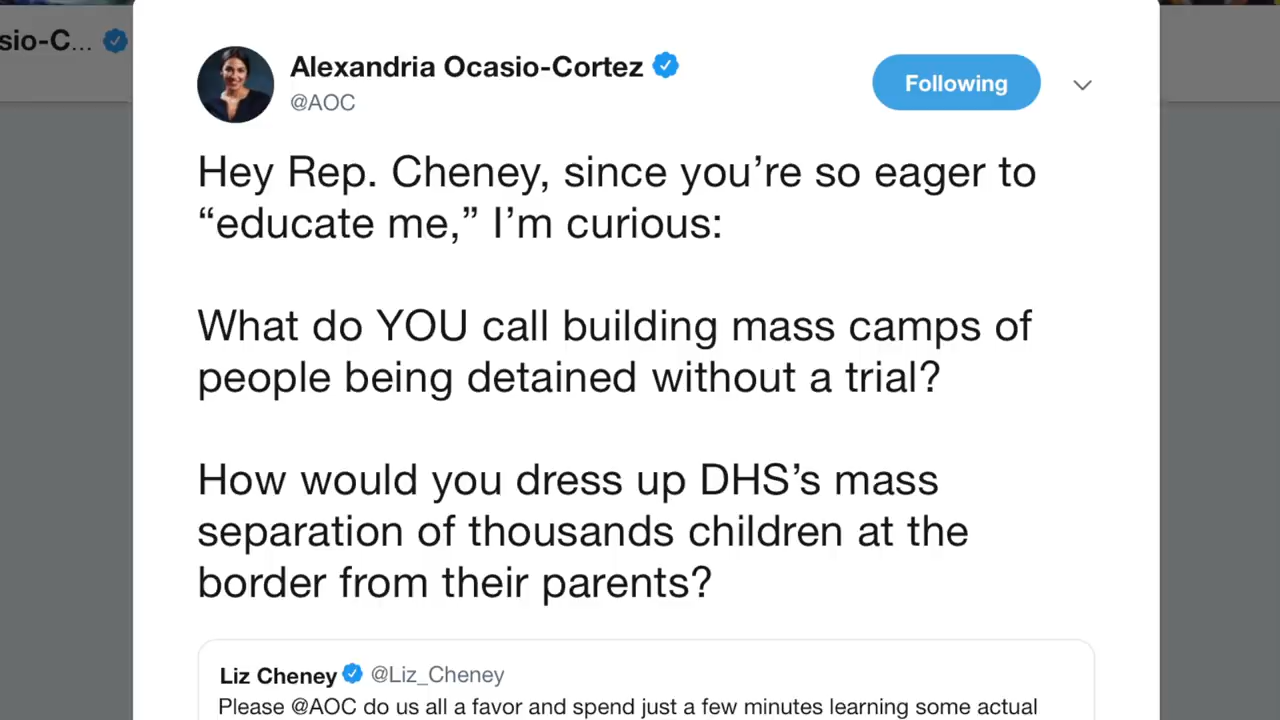 sio-C...
Alexandria Ocasio-Cortez
@AOC
Following
Hey Rep. Cheney, since you’re so eager to
“educate me,” I’m curious:
What do YOU call building mass camps of
people being detained without a trial?
How would you dress up DHS’s mass
separation of thousands children at the
border from their parents?
Liz Cheney @Liz_Cheney
Please @AOC do us all a favor and spend just a few minutes learning some actual